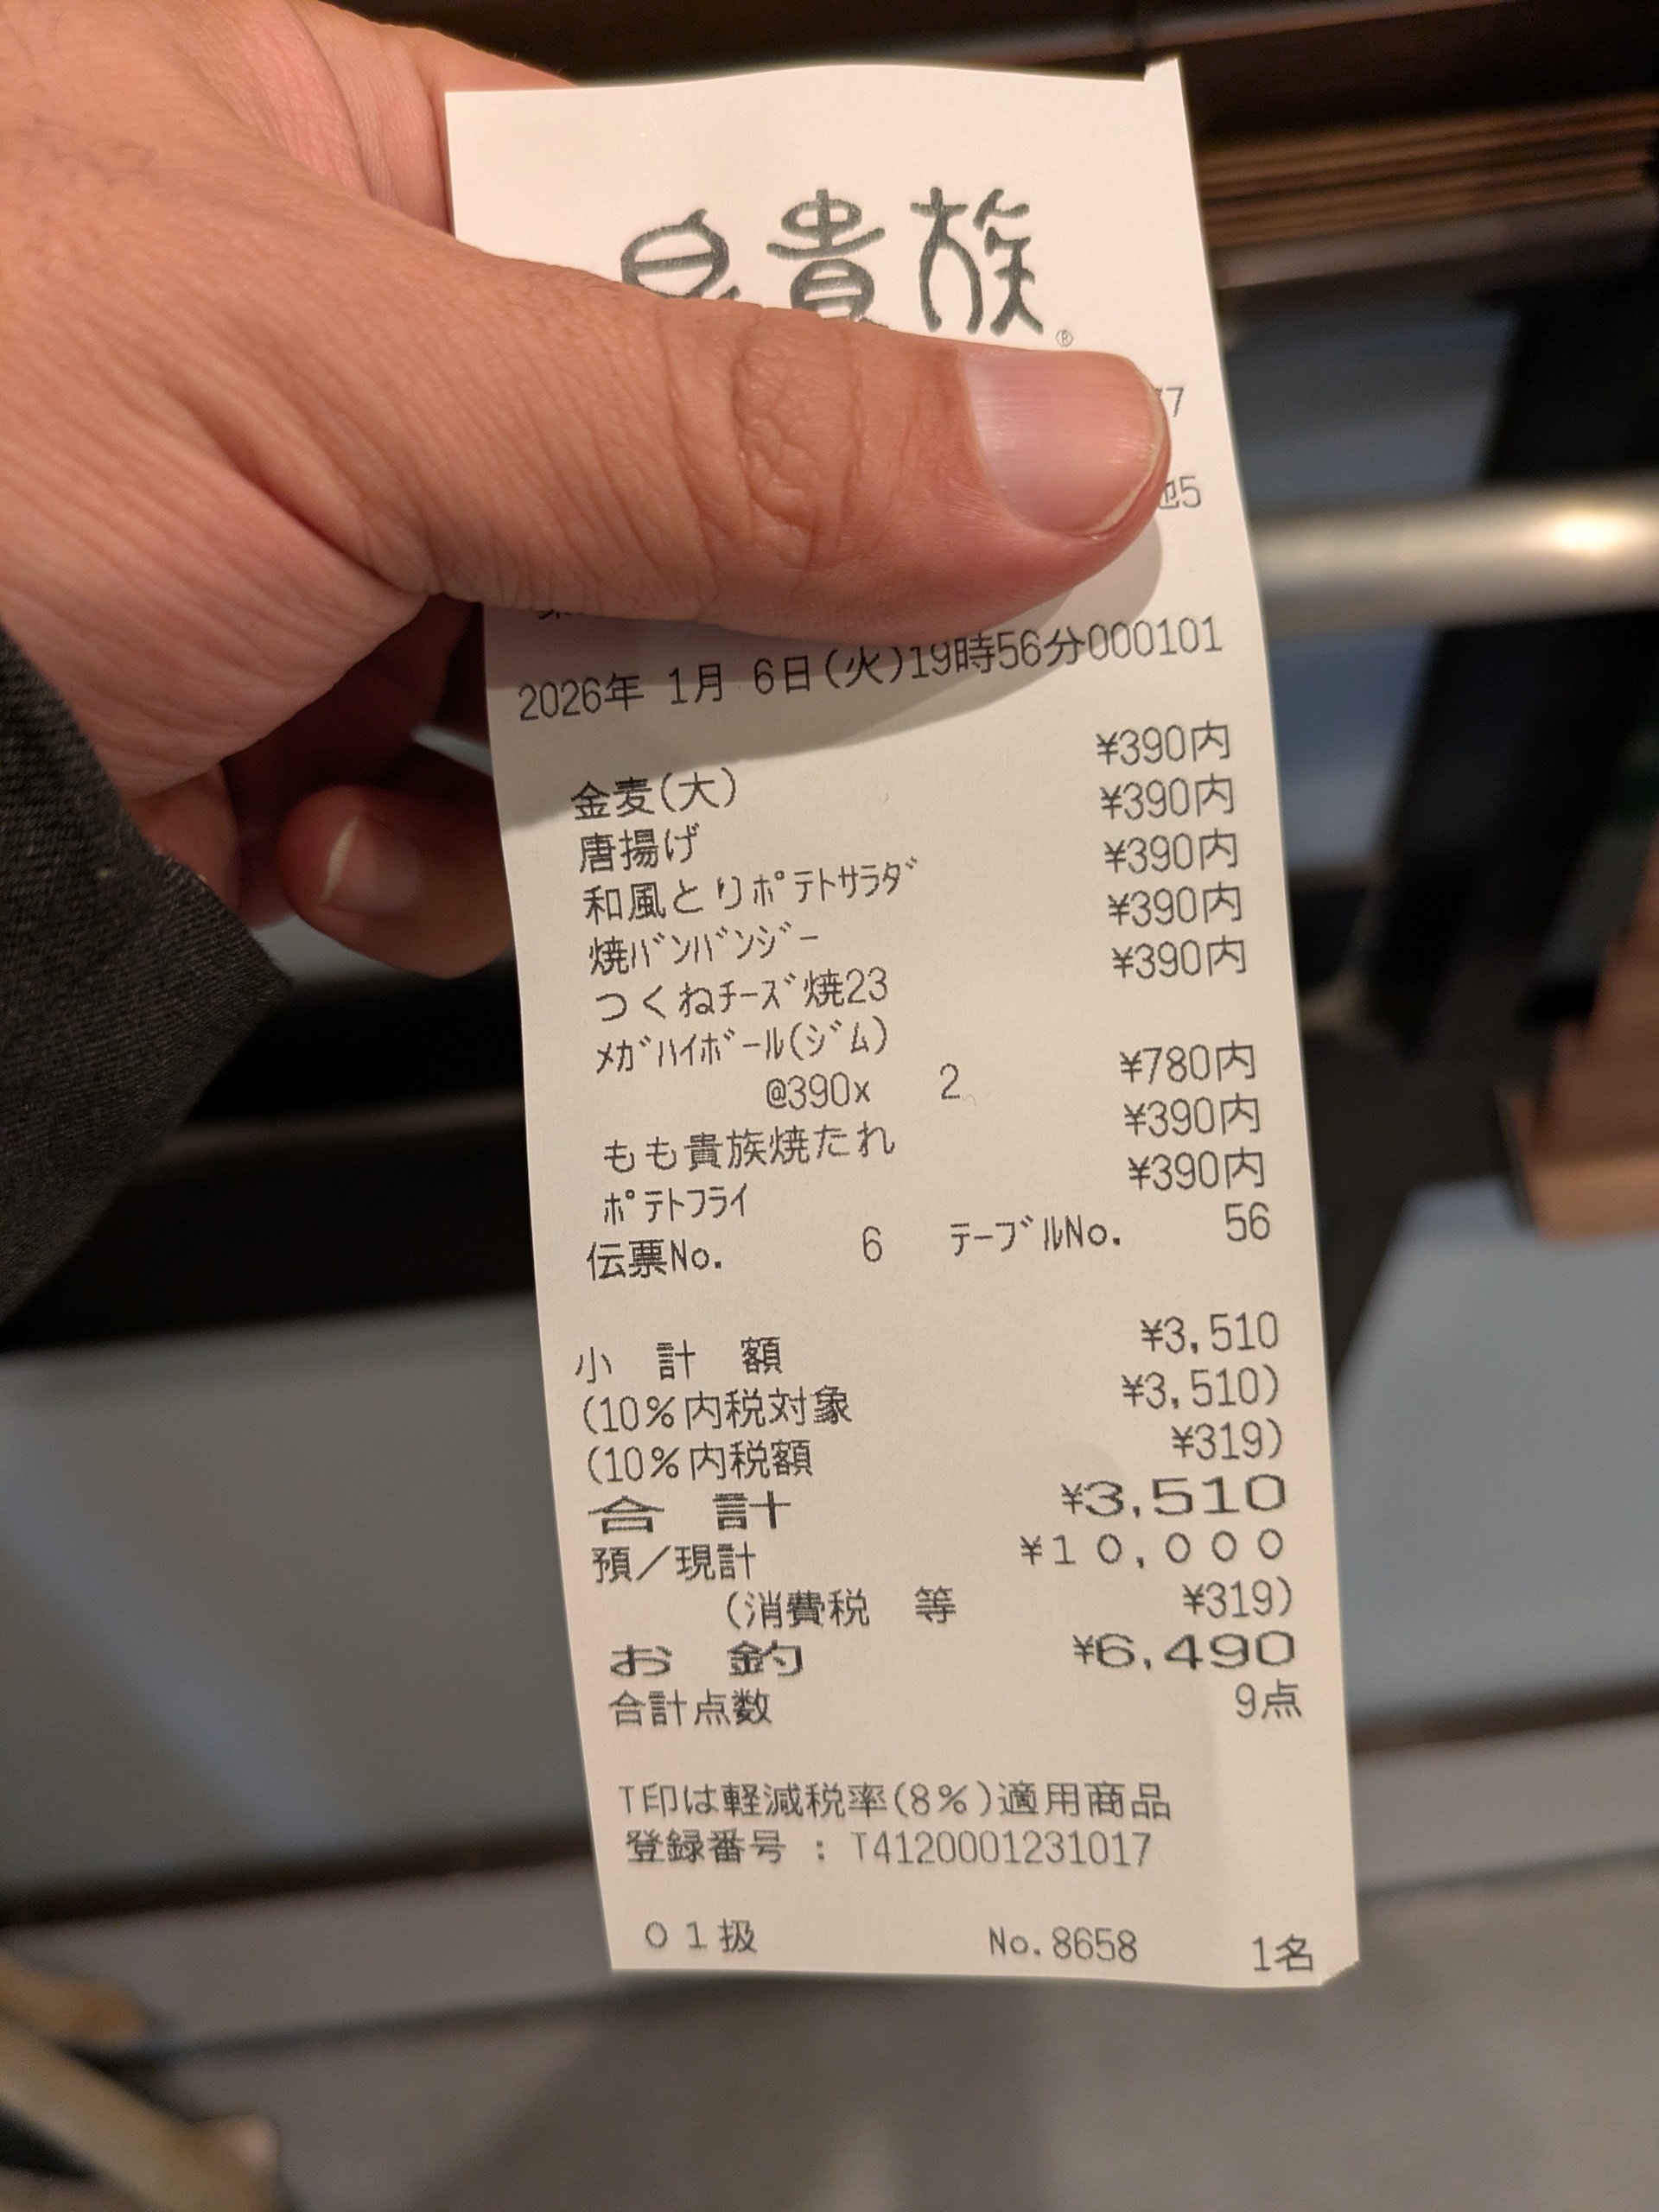 鳥貴族®
77
地5
2026年 1月 6日(火)19時56分000101
金麦(大) ¥390内
唐揚げ ¥390内
和風とりポテトサラダ ¥390内
焼バンバンジー ¥390内
つくねチーズ焼23 ¥390内
メガハイボール(ジム)
@390x 2 ¥780内
もも貴族焼たれ ¥390内
ポテトフライ ¥390内
伝票No. 6 テーブルNo. 56
小 計 額 ¥3,510
(10%内税対象 ¥3,510)
(10%内税額 ¥319)
合 計 ¥3,510
預/現計 ¥10,000
(消費税 等 ¥319)
お 釣 ¥6,490
合計点数 9点
T印は軽減税率(8%)適用商品
登録番号 : T4120001231017
01扱 No.8658 1名